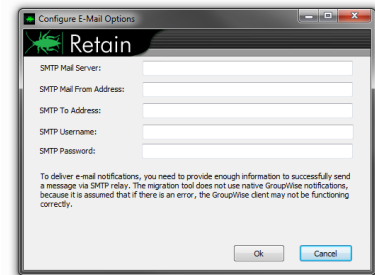 Configure E-Mail Options
Retain
SMTP Mail Server:
SMTP Mail From Address:
SMTP To Address:
SMTP Username:
SMTP Password:
To deliver e-mail notifications, you need to provide enough information to successfully send
a message via SMTP relay. The migration tool does not use native GroupWise notifications,
because it is assumed that if there is an error, the GroupWise client may not be functioning
correctly.
Ok Cancel